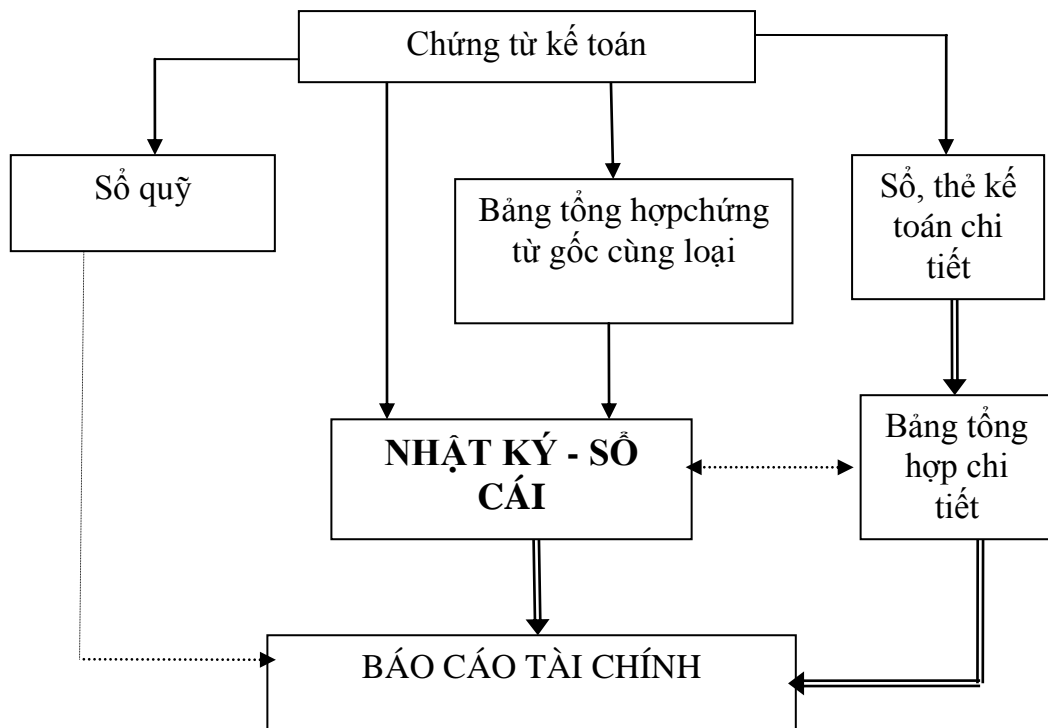 Chứng từ kế toán
Sổ quỹ
Bảng tổng hợpchứng
từ gốc cùng loại
Sổ, thẻ kế
toán chi
tiết
NHẬT KÝ - SỔ
CÁI
Bảng tổng
hợp chi
tiết
BÁO CÁO TÀI CHÍNH